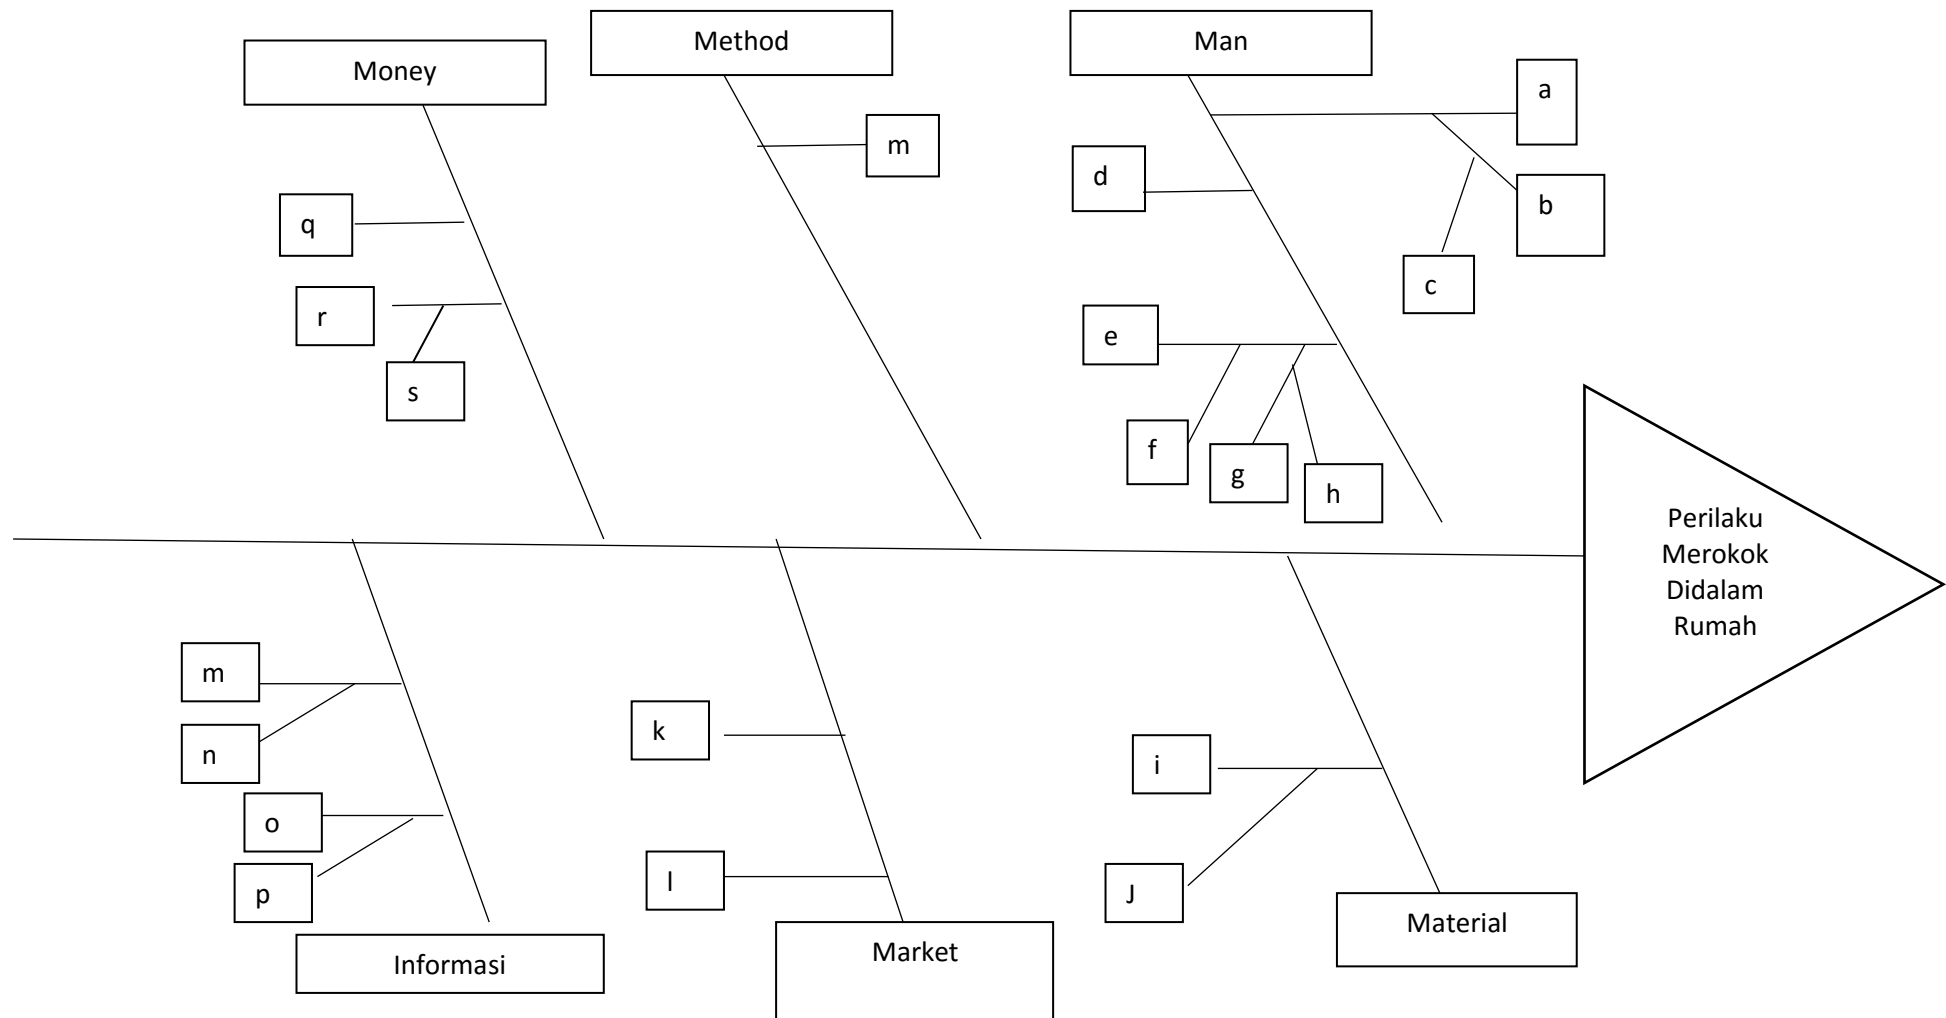 Money
Method
Man
a
m
d
b
q
c
r
e
s
f
g
h
Perilaku
Merokok
Didalam
Rumah
m
k
n
i
o
l
J
p
Material
Market
Informasi